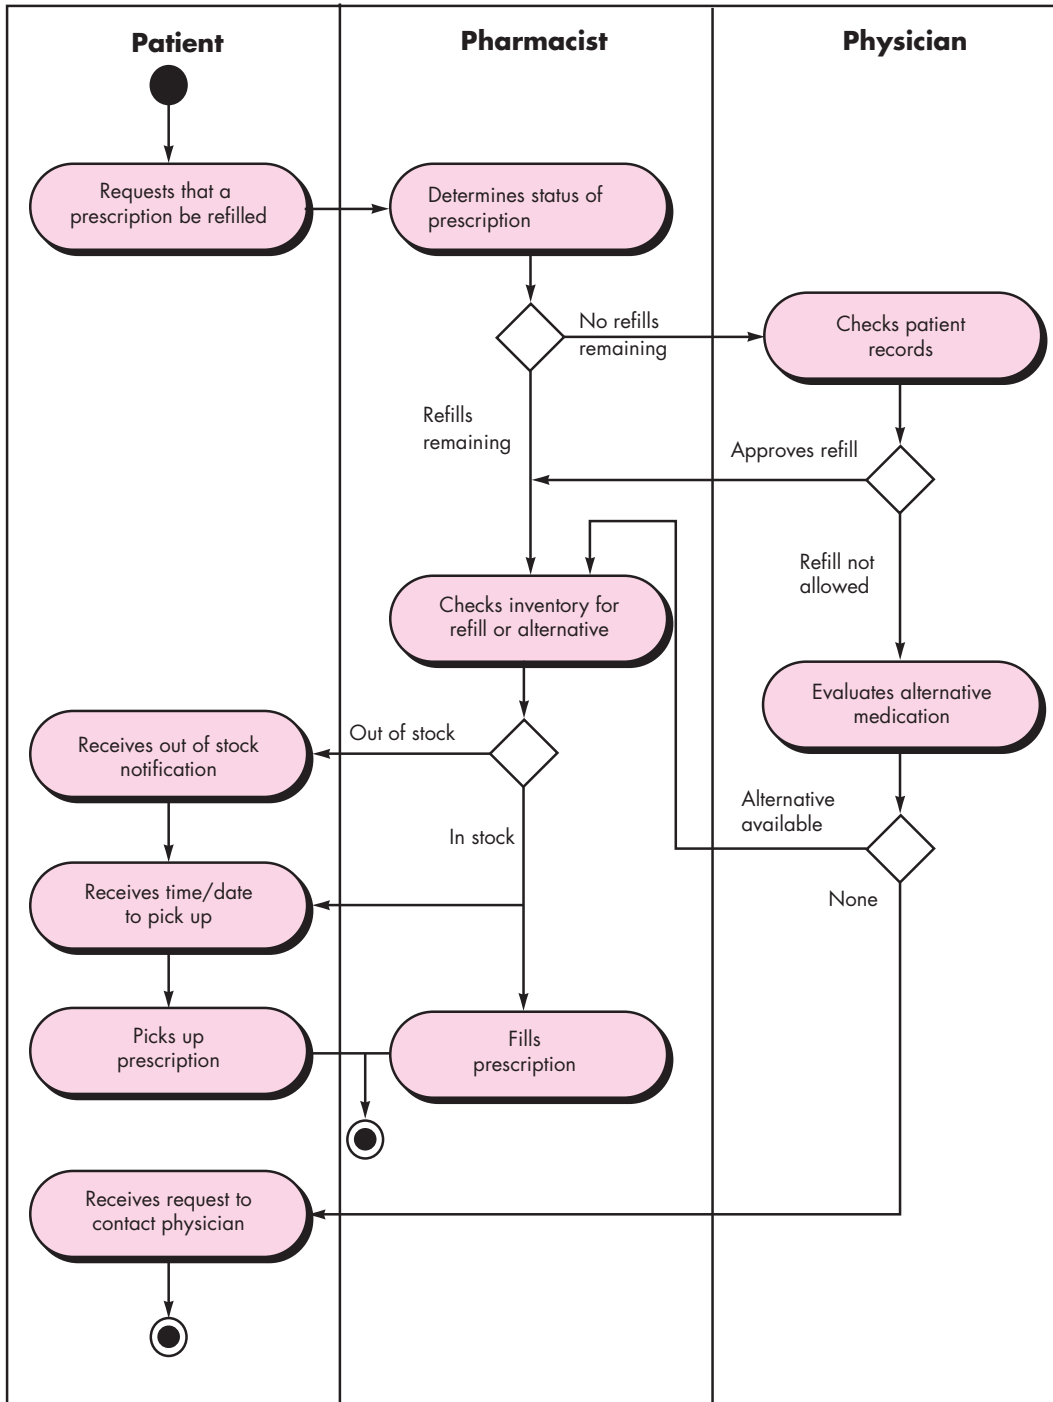 Patient
Pharmacist
Physician
Requests that a
prescription be refilled
Determines status of
prescription
No refills
remaining
Checks patient
records
Refills
remaining
Approves refill
Refill not
allowed
Checks inventory for
refill or alternative
Evaluates alternative
medication
Out of stock
Receives out of stock
notification
Alternative
available
In stock
Receives time/date
to pick up
None
Picks up
prescription
Fills
prescription
Receives request to
contact physician